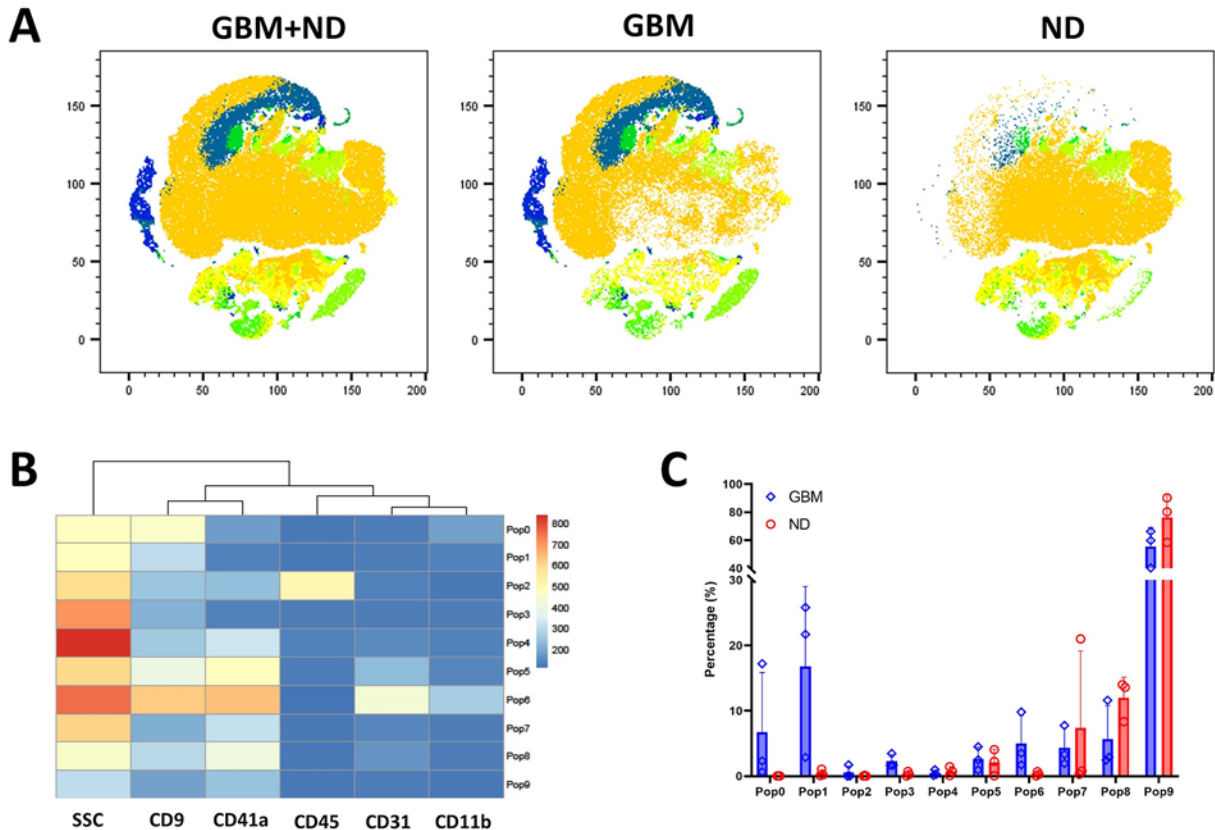 A
GBM+ND
GBM
ND
150
100
50
0
0
50
100
150
200
150
100
50
0
0
50
100
150
200
150
100
50
0
0
50
100
150
200
B
Pop0
Pop1
Pop2
Pop3
Pop4
Pop5
Pop6
Pop7
Pop8
Pop9
800
700
600
500
400
300
200
SSC CD9 CD41a CD45 CD31 CD11b
C
GBM
ND
Percentage (%)
100
80
60
40
30
20
10
0
Pop0 Pop1 Pop2 Pop3 Pop4 Pop5 Pop6 Pop7 Pop8 Pop9